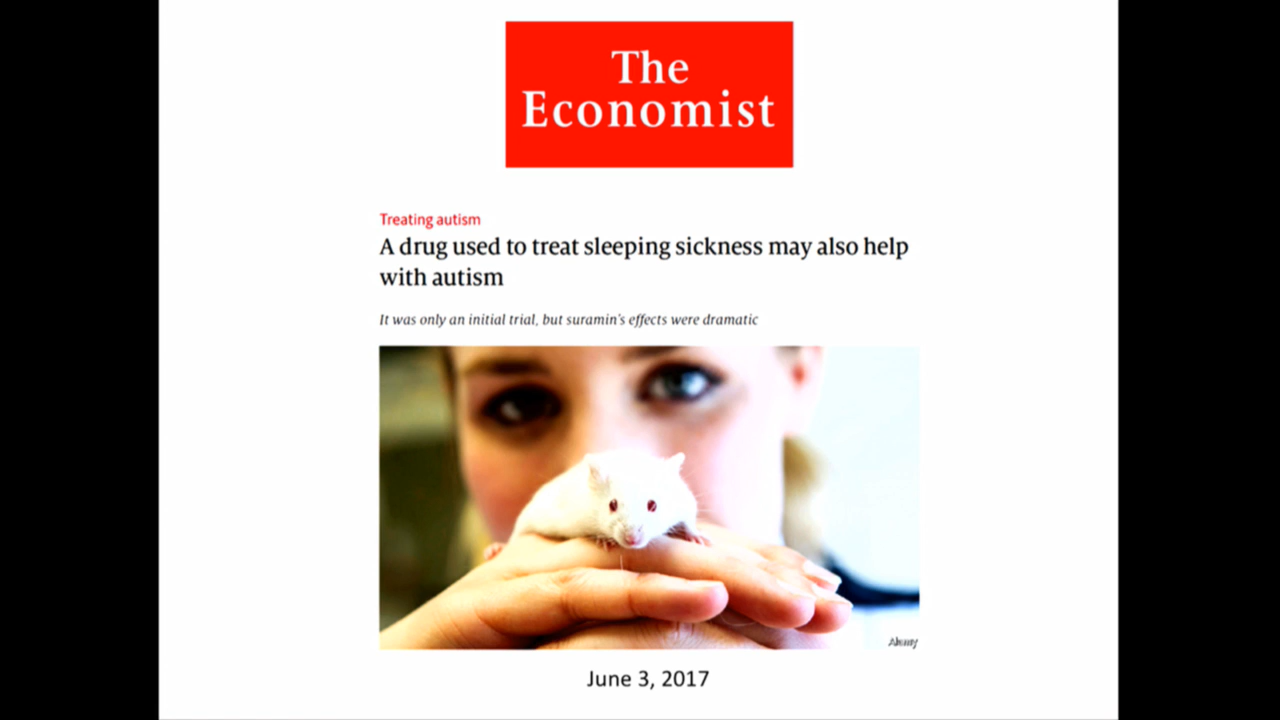 The
Economist
Treating autism
A drug used to treat sleeping sickness may also help
with autism
It was only an initial trial, but suramin's effects were dramatic
Alamy
June 3, 2017